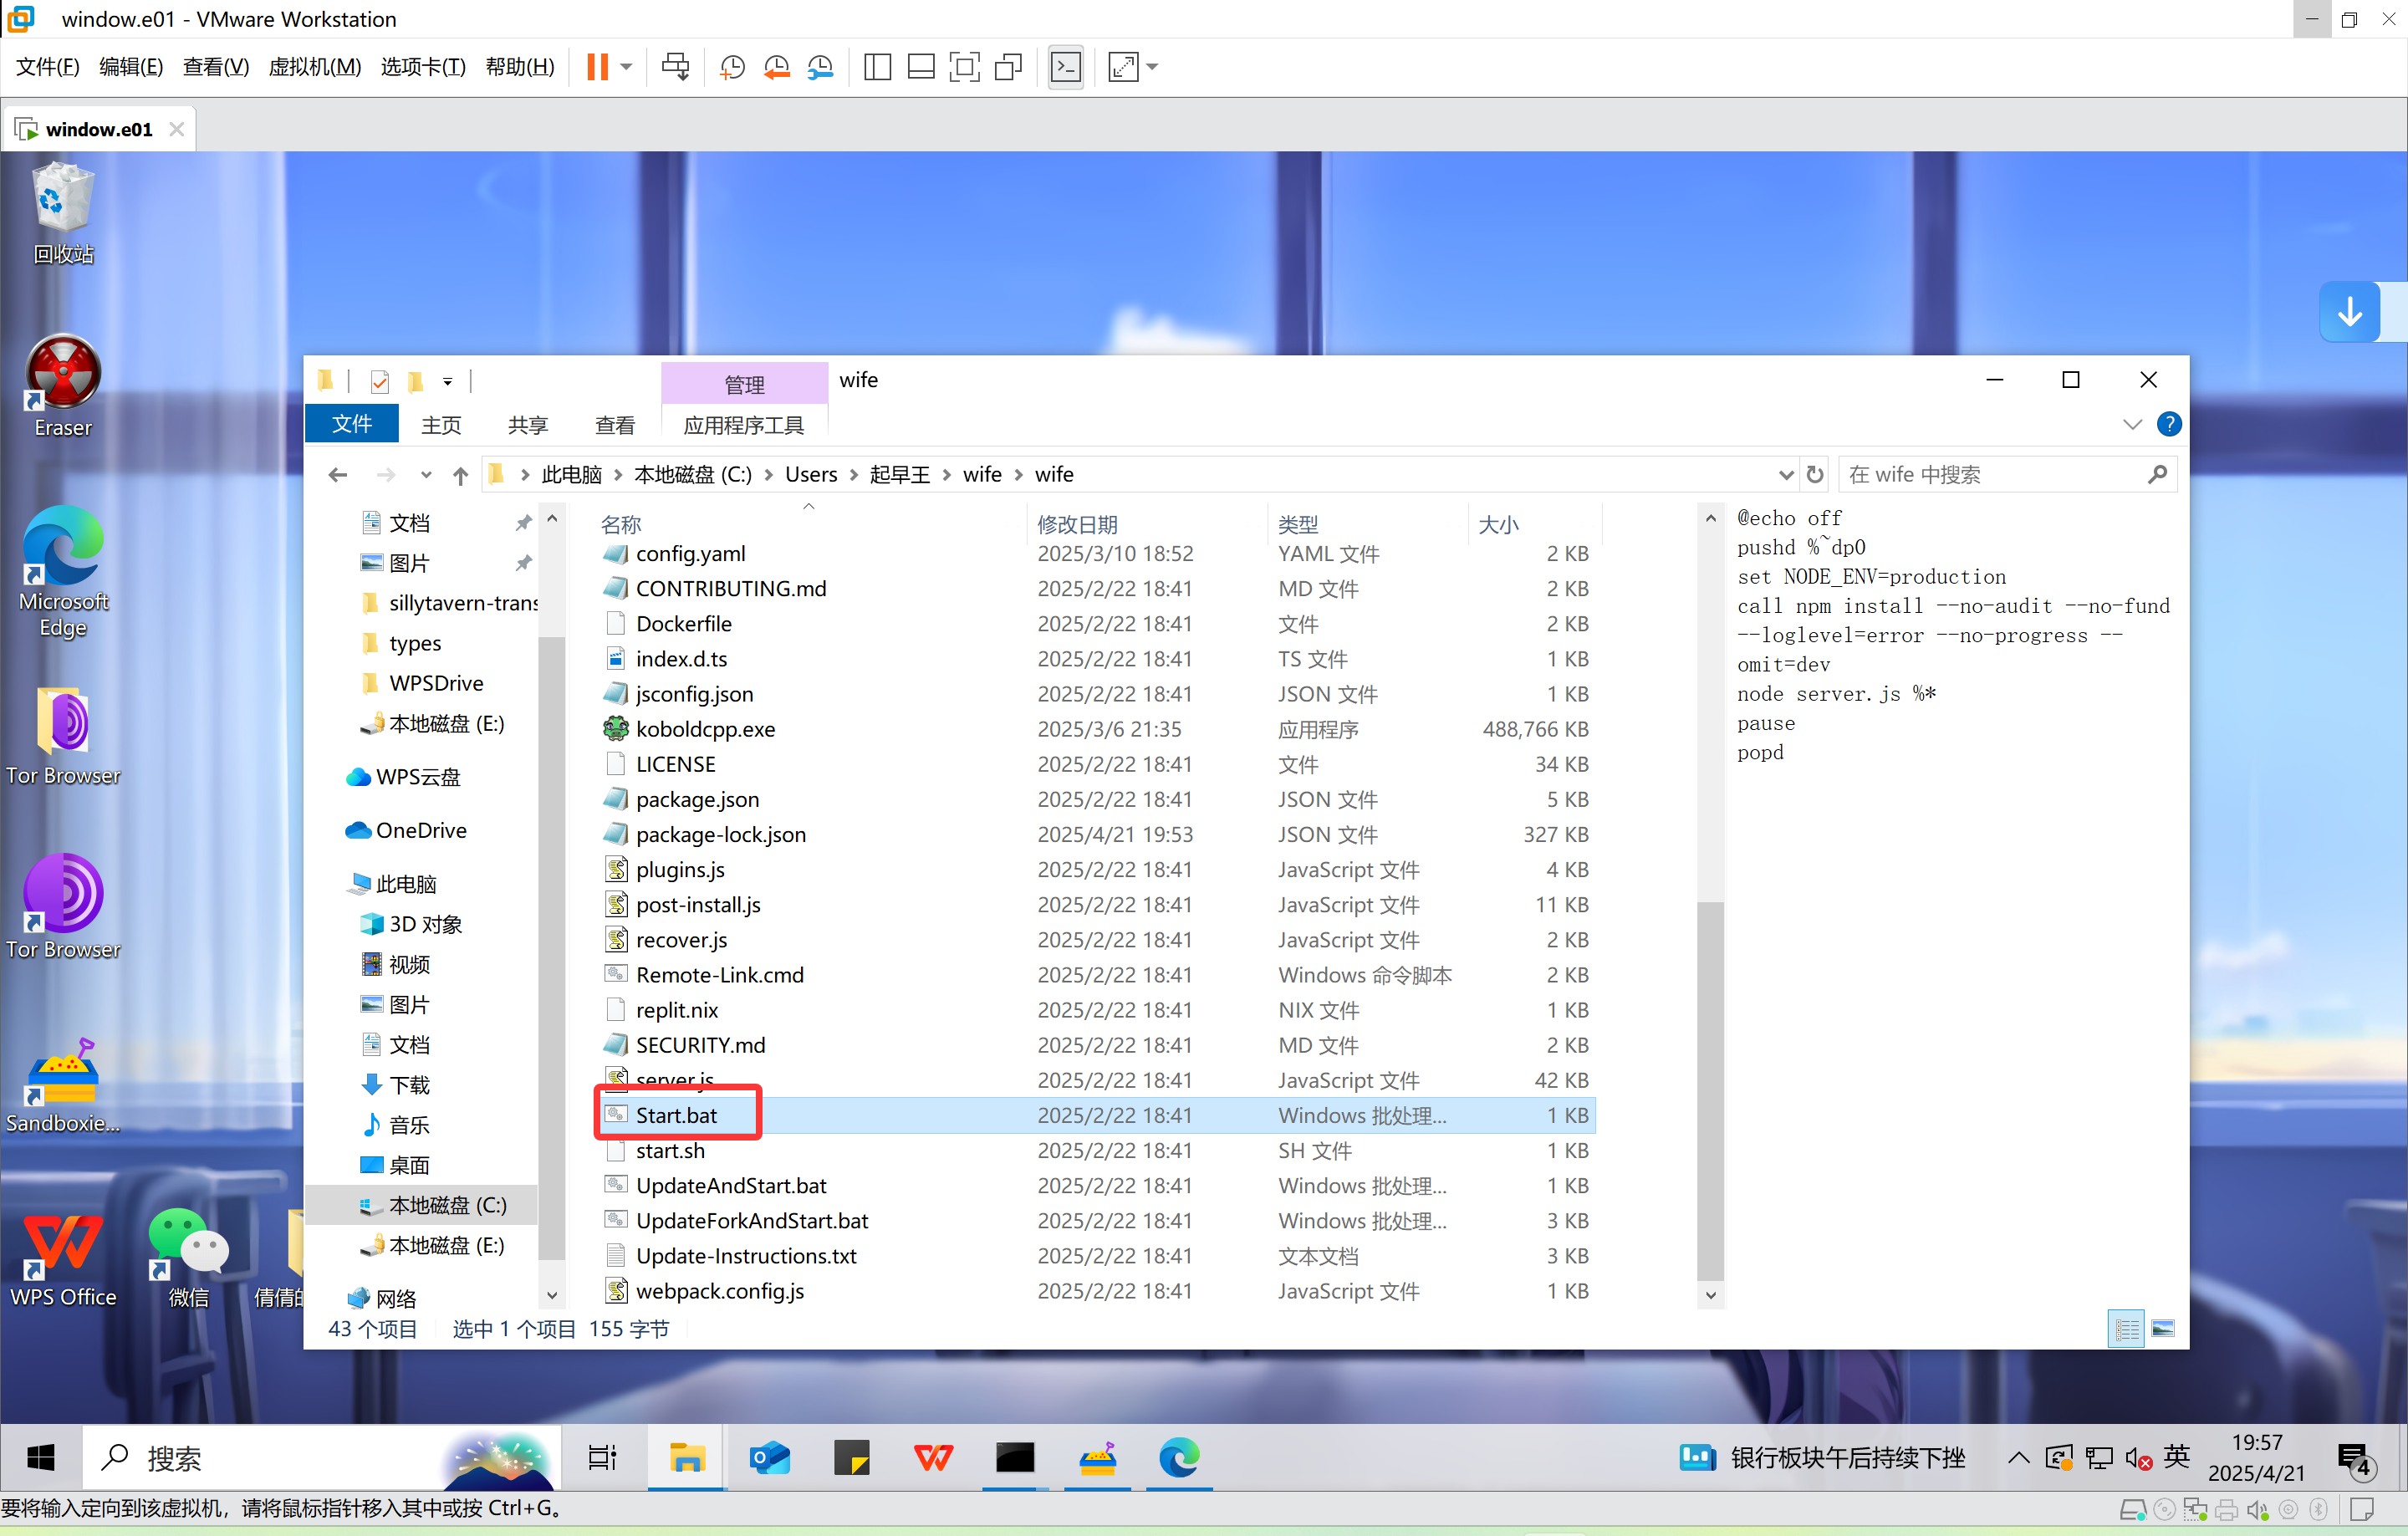 window.e01 - VMware Workstation
文件(F) 编辑(E) 查看(V) 虚拟机(M) 选项卡(T) 帮助(H)
window.e01
回收站
Eraser
Microsoft Edge
Tor Browser
Tor Browser
Sandboxie...
WPS Office
微信
倩倩的
管理
wife
文件 主页 共享 查看 应用程序工具
此电脑 > 本地磁盘 (C:) > Users > 起早王 > wife > wife
在 wife 中搜索
文档
图片
sillytavern-trans
types
WPSDrive
本地磁盘 (E:)
WPS云盘
OneDrive
此电脑
3D 对象
视频
图片
文档
下载
音乐
桌面
本地磁盘 (C:)
本地磁盘 (E:)
网络
名称 修改日期 类型 大小
config.yaml 2025/3/10 18:52 YAML 文件 2 KB
CONTRIBUTING.md 2025/2/22 18:41 MD 文件 2 KB
Dockerfile 2025/2/22 18:41 文件 2 KB
index.d.ts 2025/2/22 18:41 TS 文件 1 KB
jsconfig.json 2025/2/22 18:41 JSON 文件 1 KB
koboldcpp.exe 2025/3/6 21:35 应用程序 488,766 KB
LICENSE 2025/2/22 18:41 文件 34 KB
package.json 2025/2/22 18:41 JSON 文件 5 KB
package-lock.json 2025/4/21 19:53 JSON 文件 327 KB
plugins.js 2025/2/22 18:41 JavaScript 文件 4 KB
post-install.js 2025/2/22 18:41 JavaScript 文件 11 KB
recover.js 2025/2/22 18:41 JavaScript 文件 2 KB
Remote-Link.cmd 2025/2/22 18:41 Windows 命令脚本 2 KB
replit.nix 2025/2/22 18:41 NIX 文件 1 KB
SECURITY.md 2025/2/22 18:41 MD 文件 2 KB
server.js 2025/2/22 18:41 JavaScript 文件 42 KB
Start.bat 2025/2/22 18:41 Windows 批处理... 1 KB
start.sh 2025/2/22 18:41 SH 文件 1 KB
UpdateAndStart.bat 2025/2/22 18:41 Windows 批处理... 1 KB
UpdateForkAndStart.bat 2025/2/22 18:41 Windows 批处理... 3 KB
Update-Instructions.txt 2025/2/22 18:41 文本文档 3 KB
webpack.config.js 2025/2/22 18:41 JavaScript 文件 1 KB
@echo off
pushd %~dp0
set NODE_ENV=production
call npm install --no-audit --no-fund
--loglevel=error --no-progress --
omit=dev
node server.js %*
pause
popd
43 个项目 选中 1 个项目 155 字节
搜索
银行板块午后持续下挫
英
19:57
2025/4/21
4
要将输入定向到该虚拟机，请将鼠标指针移入其中或按 Ctrl+G。